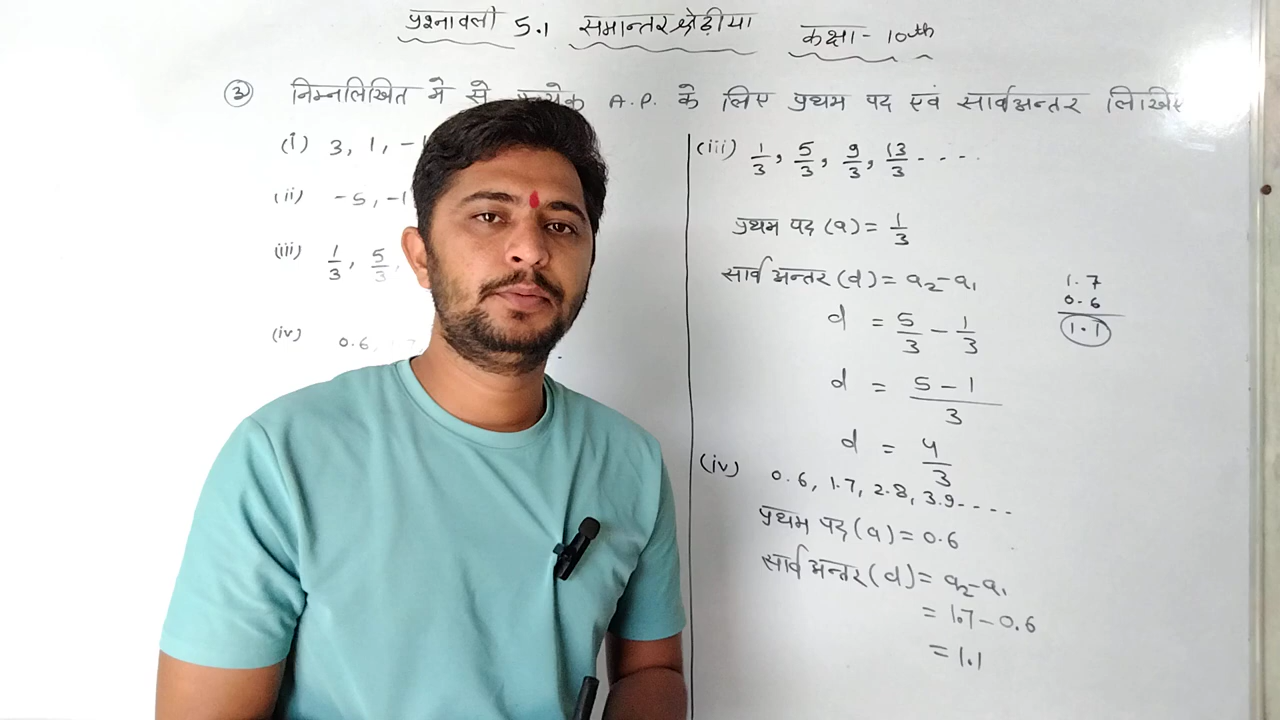 प्रश्नावली 5.1 समान्तर श्रेढ़ीया कक्षा - 10th
③ निम्नलिखित मे से प्रत्येक A.P. के लिए प्रथम पद एवं सार्वअन्तर लिखिए
(i) 3, 1, -1
(ii) -5, -1
(iii) 1/3, 5/3,
(iv) 0.6, 1.7,
(iii) 1/3, 5/3, 9/3, 13/3 - - - -
प्रथम पद (a) = 1/3
सार्व अन्तर (d) = a₂-a₁
d = 5/3 - 1/3
d = 5-1/3
d = 4/3
1.7
0.6
1.1
(iv) 0.6, 1.7, 2.8, 3.9 - - - -
प्रथम पद (a) = 0.6
सार्व अन्तर (d) = a₂-a₁
= 1.7 - 0.6
= 1.1